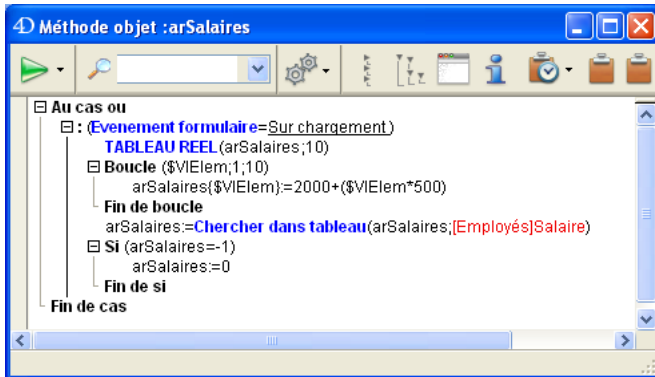 4D Méthode objet :arSalaires
Au cas ou
: (Evenement formulaire=Sur chargement )
TABLEAU REEL(arSalaires;10)
Boucle ($VlElem;1;10)
arSalaires{$VlElem}:=2000+($VlElem*500)
Fin de boucle
arSalaires:=Chercher dans tableau(arSalaires;[Employés]Salaire)
Si (arSalaires=-1)
arSalaires:=0
Fin de si
Fin de cas